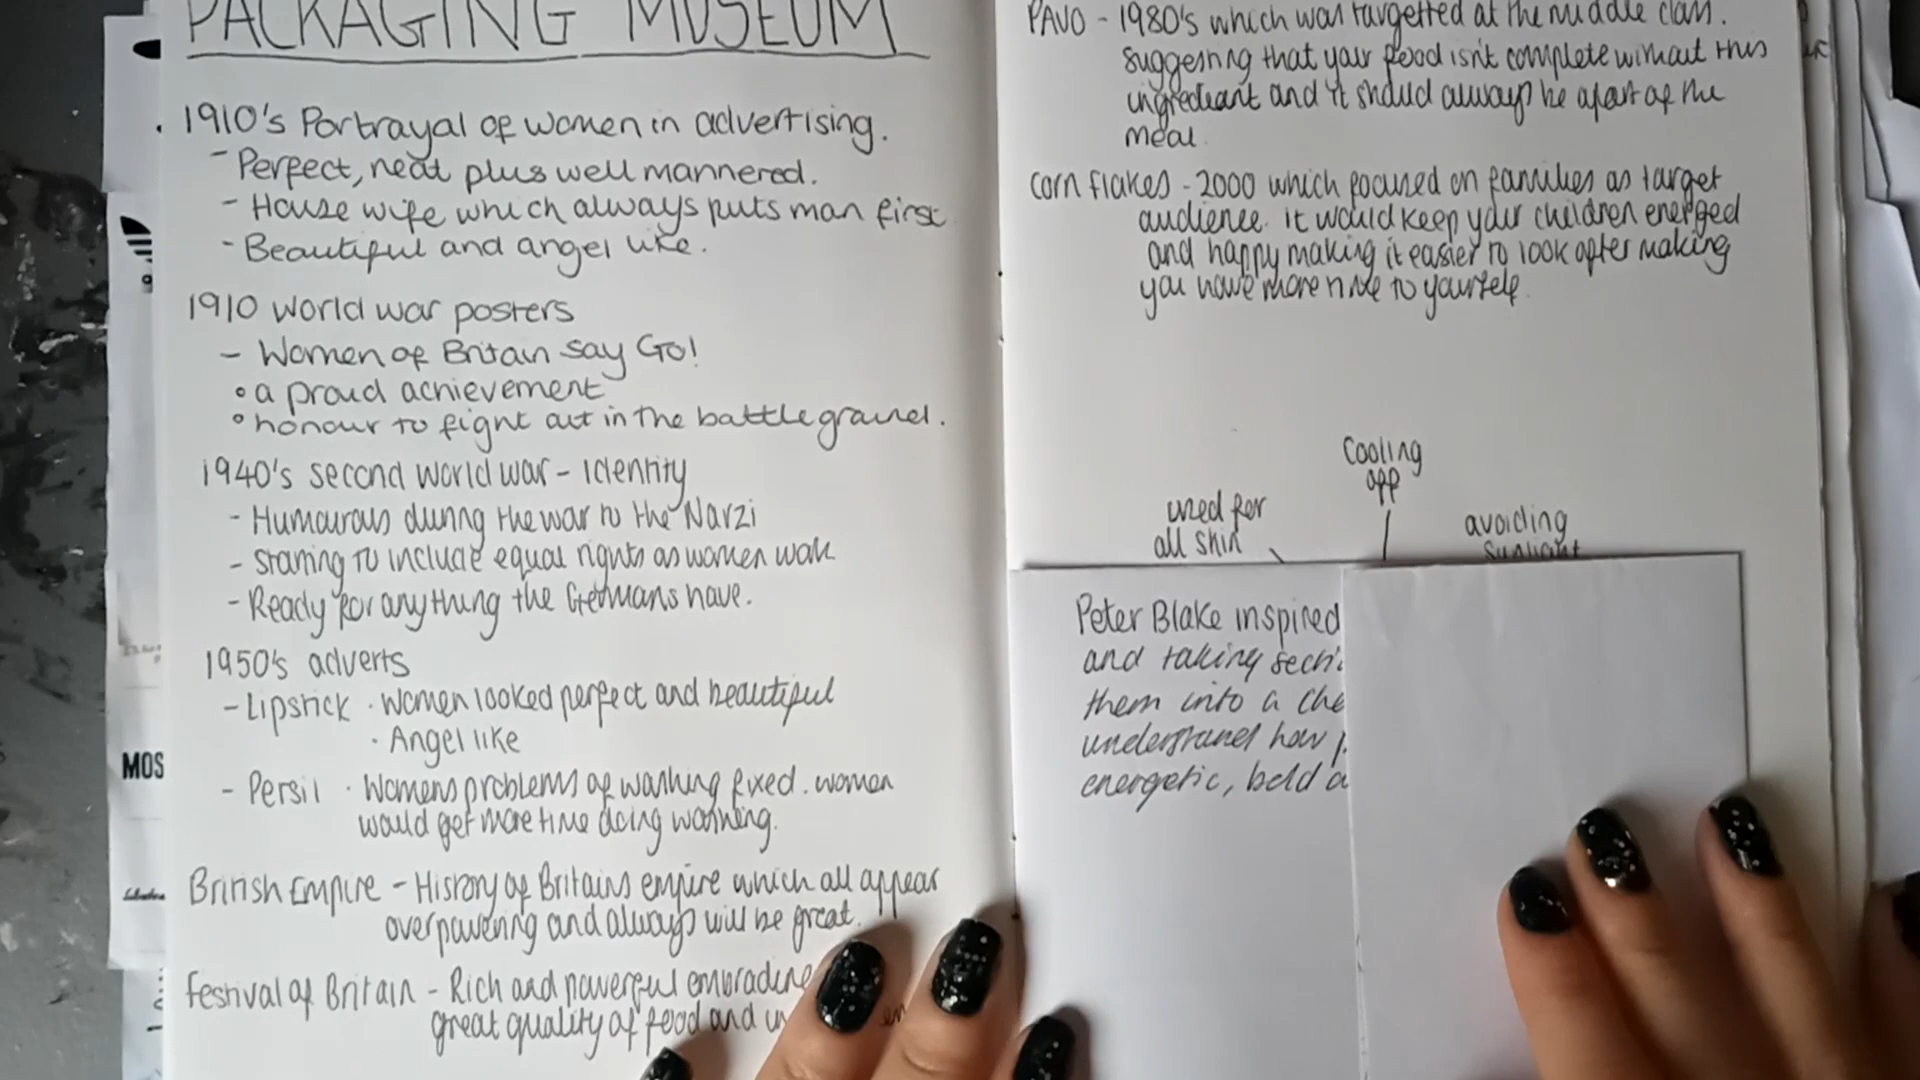 PACKAGING MUSEUM
1910's Portrayal of women in advertising.
- Perfect, neat plus well mannered.
- House wife which always puts man first
- Beautiful and angel like.
1910 world war posters
- Women of Britain say Go!
• a proud achievement
• honour to fight out in the battleground.
1940's second world war - Identity
- Humourous during the war to the Narzi
- starting to include equal rights as women work
- Ready for anything the Germans have.
1950's adverts
- Lipstick · Women looked perfect and beautiful
· Angel like
- Persil · Womens problems of washing fixed. women
would get more time doing washing.
British Empire - History of Britains empire which all appear
overpowering and always will be great.
Festival of Britain - Rich and powerful
great quality of food and
MOS
PAVO - 1980's which was targetted at the middle class.
suggesting that your food isn't complete without this
ingrediant and it should always be apart of the
meal.
Corn Flakes - 2000 which focused on families as target
audience. it would keep your children energed
and happy making it easier to look after making
you have more time to yourself.
Cooling
app
used for
all skin
avoiding
sunlight
Peter Blake inspired
and taking
them into a
understand how
energetic, bold